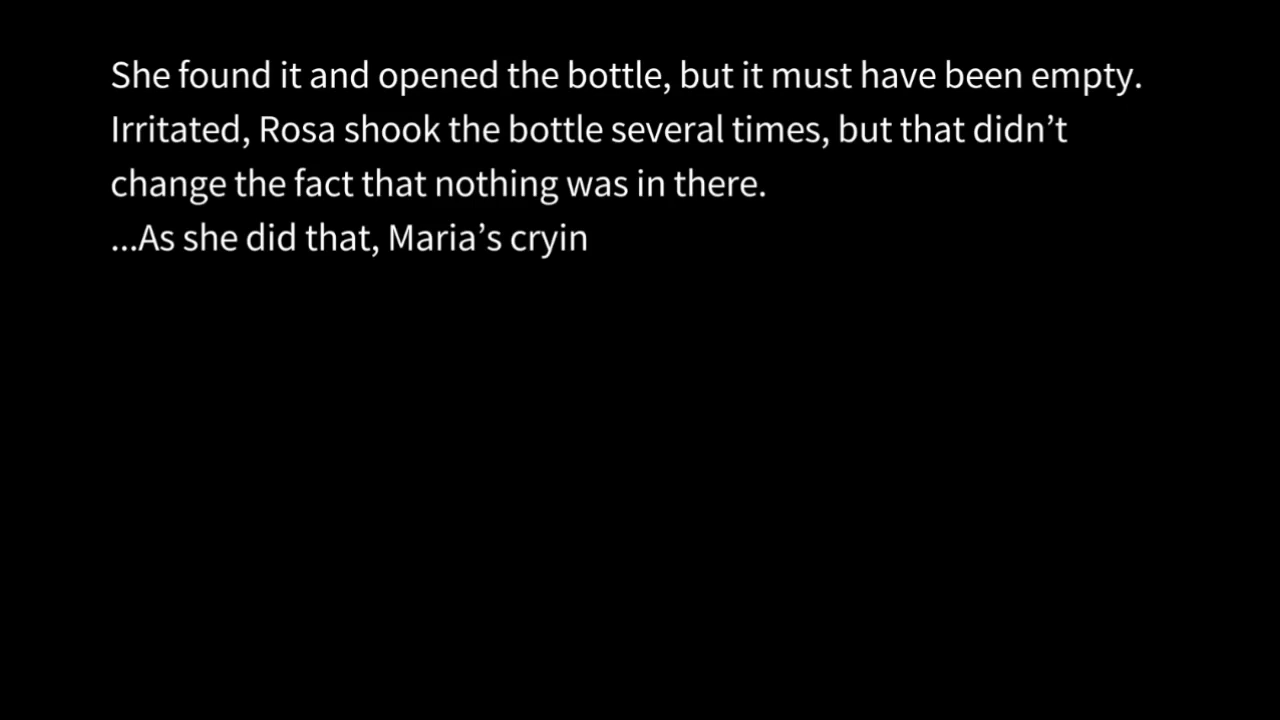 She found it and opened the bottle, but it must have been empty.
Irritated, Rosa shook the bottle several times, but that didn’t
change the fact that nothing was in there.
...As she did that, Maria’s cryin